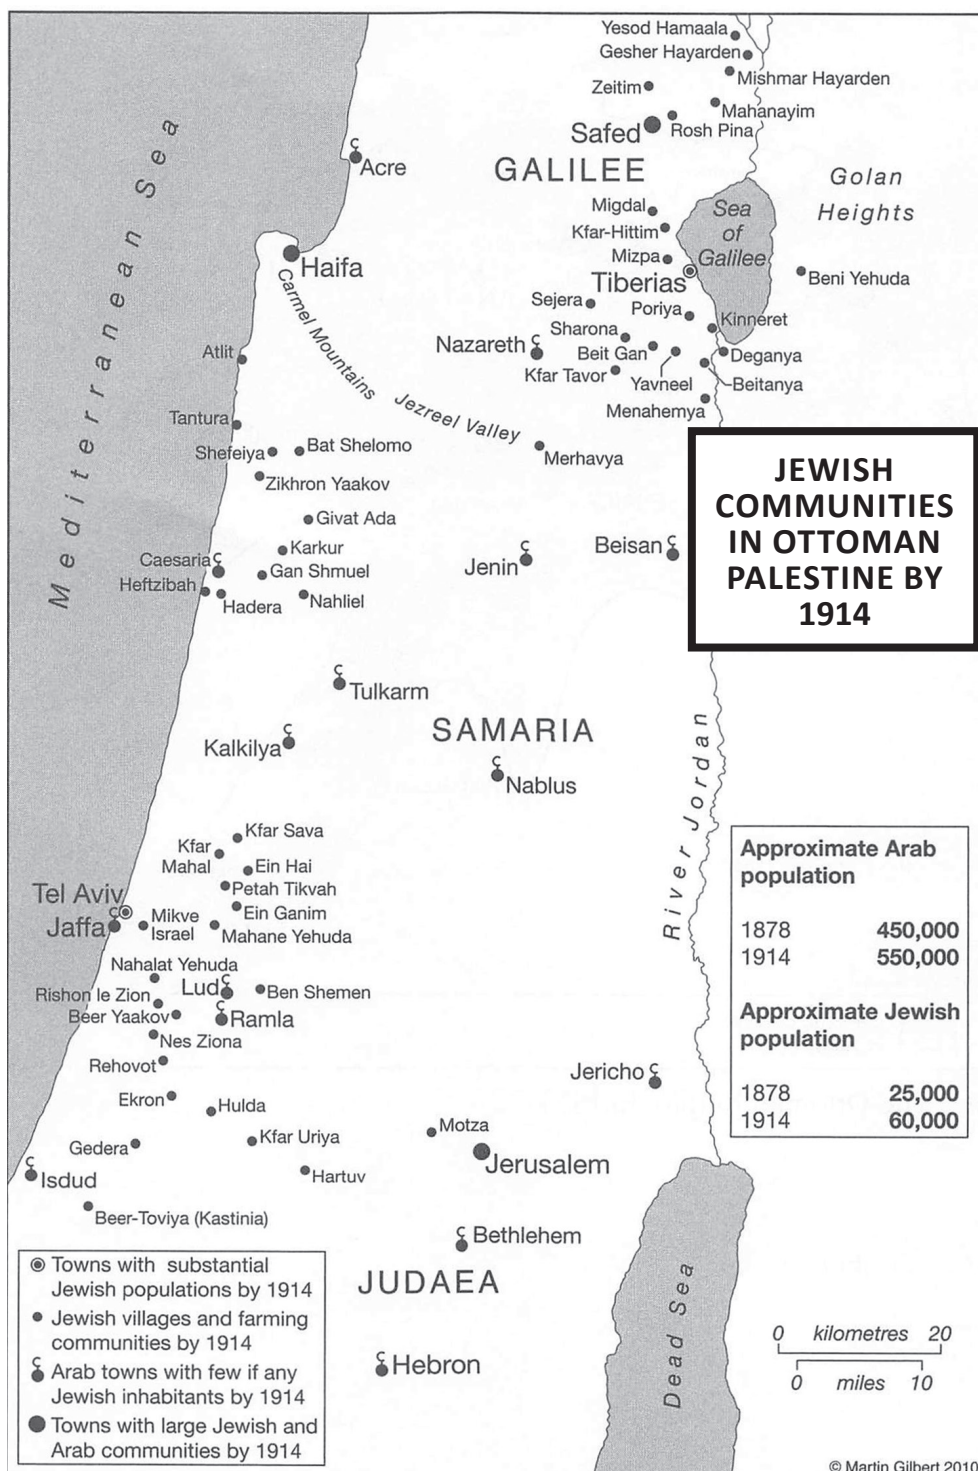 Yesod Hamaala
Gesher Hayarden
Mishmar Hayarden
Zeitim
Mahanayim
Safed
Rosh Pina
Acre
GALILEE
Golan
Heights
Migdal
Sea
of
Galilee
Kfar-Hittim
Mizpa
Haifa
Tiberias
Beni Yehuda
Mediterranean Sea
Carmel Mountains
Sejera
Poriya
Kinneret
Sharona
Nazareth
Beit Gan
Deganya
Atlit
Kfar Tavor
Yavneel
Beitanya
Menahemya
Jezreel Valley
Tantura
Shefeiya
Bat Shelomo
Merhavya
Zikhron Yaakov
JEWISH
COMMUNITIES
IN OTTOMAN
PALESTINE BY
1914
Givat Ada
Karkur
Caesaria
Gan Shmuel
Jenin
Beisan
Heftzibah
Hadera
Nahliel
Tulkarm
SAMARIA
Kalkilya
Nablus
River Jordan
Kfar Sava
Kfar
Mahal
Ein Hai
Petah Tikvah
Tel Aviv
Jaffa
Mikve
Israel
Ein Ganim
Mahane Yehuda
Approximate Arab
population
1878 450,000
1914 550,000
Approximate Jewish
population
1878 25,000
1914 60,000
Nahalat Yehuda
Lud
Ben Shemen
Rishon le Zion
Beer Yaakov
Ramla
Nes Ziona
Rehovot
Jericho
Ekron
Hulda
Motza
Gedera
Kfar Uriya
Jerusalem
Hartuv
Isdud
Beer-Toviya (Kastinia)
Bethlehem
JUDAEA
Hebron
Dead Sea
Towns with substantial
Jewish populations by 1914
Jewish villages and farming
communities by 1914
Arab towns with few if any
Jewish inhabitants by 1914
Towns with large Jewish and
Arab communities by 1914
0 kilometres 20
0 miles 10
© Martin Gilbert 2010